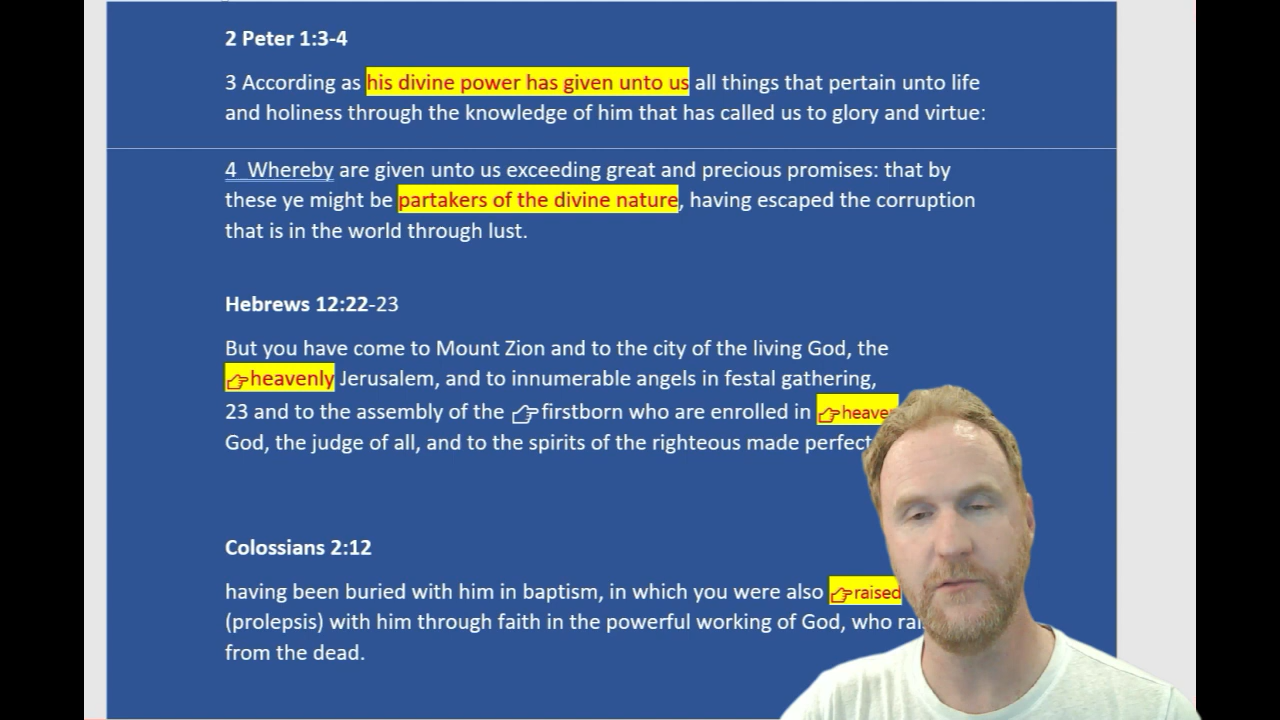 2 Peter 1:3-4
3 According as his divine power has given unto us all things that pertain unto life
and holiness through the knowledge of him that has called us to glory and virtue:
4 Whereby are given unto us exceeding great and precious promises: that by
these ye might be partakers of the divine nature, having escaped the corruption
that is in the world through lust.
Hebrews 12:22-23
But you have come to Mount Zion and to the city of the living God, the
👉heavenly Jerusalem, and to innumerable angels in festal gathering,
23 and to the assembly of the 👉firstborn who are enrolled in 👉
God, the judge of all, and to the spirits of the righteous made perfect
Colossians 2:12
having been buried with him in baptism, in which you were also 👉raised
(prolepsis) with him through faith in the powerful working of God, who
from the dead.